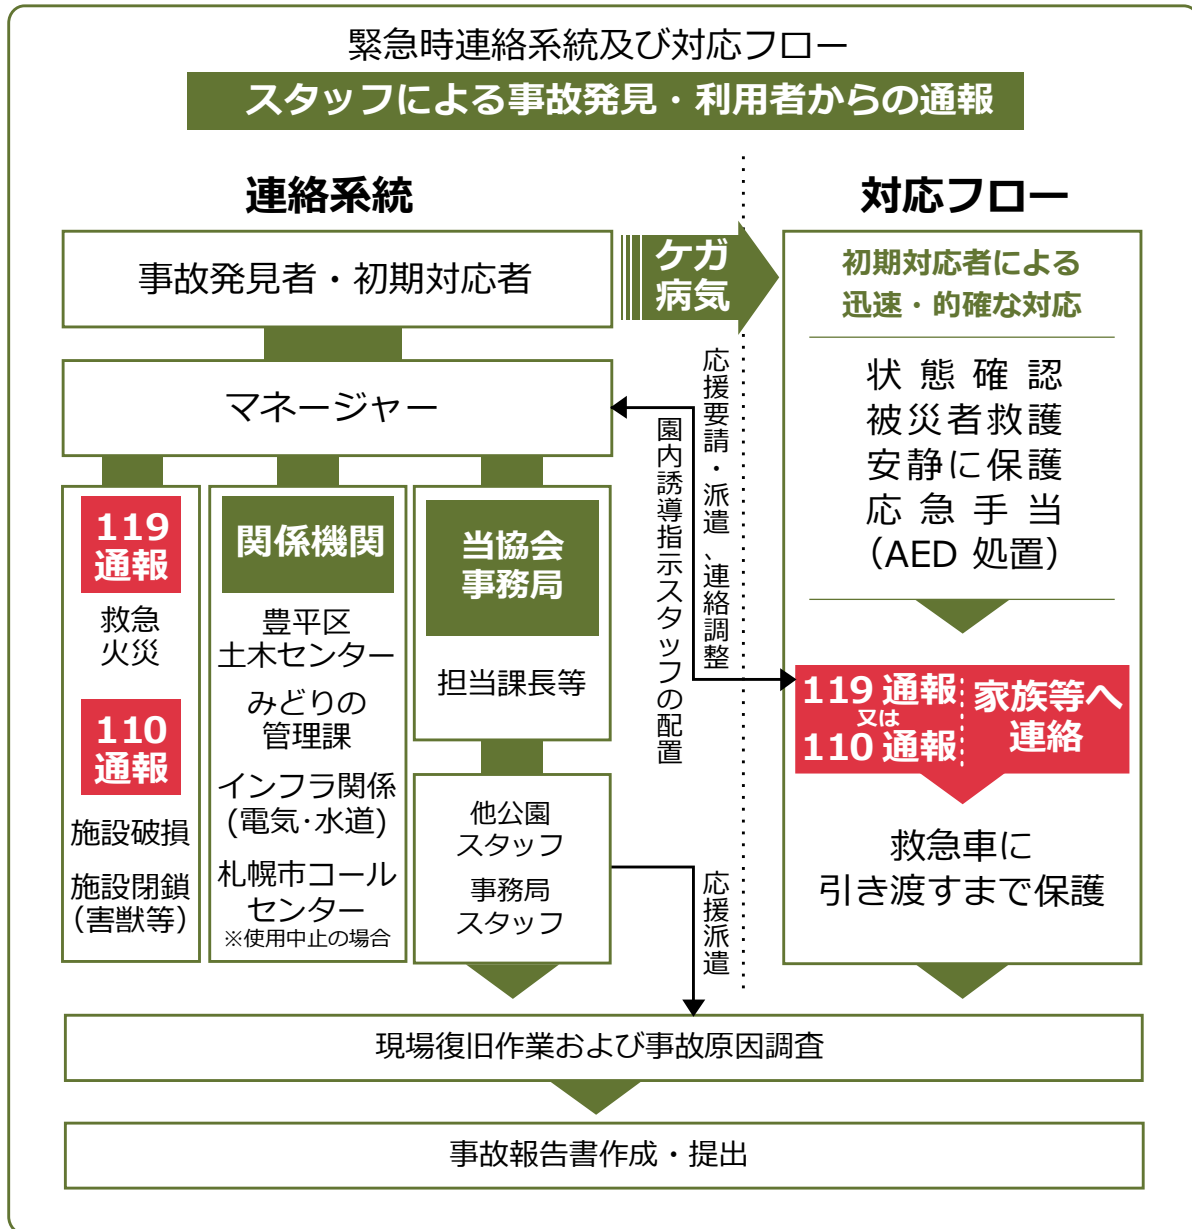 緊急時連絡系統及び対応フロー
スタッフによる事故発見・利用者からの通報
連絡系統
事故発見者・初期対応者
ケガ
病気
マネージャー
119
通報
救急
火災
110
通報
施設破損
施設閉鎖
（害獣等）
関係機関
豊平区
土木センター
みどりの
管理課
インフラ関係
(電気・水道)
札幌市コール
センター
※使用中止の場合
当協会
事務局
担当課長等
他公園
スタッフ
事務局
スタッフ
応援要請・派遣、連絡調整
園内誘導指示スタッフの配置
応援派遣
対応フロー
初期対応者による
迅速・的確な対応
状態確認
被災者救護
安静に保護
応急手当
（AED 処置）
119 通報
又は
110 通報
家族等へ
連絡
救急車に
引き渡すまで保護
現場復旧作業および事故原因調査
事故報告書作成・提出